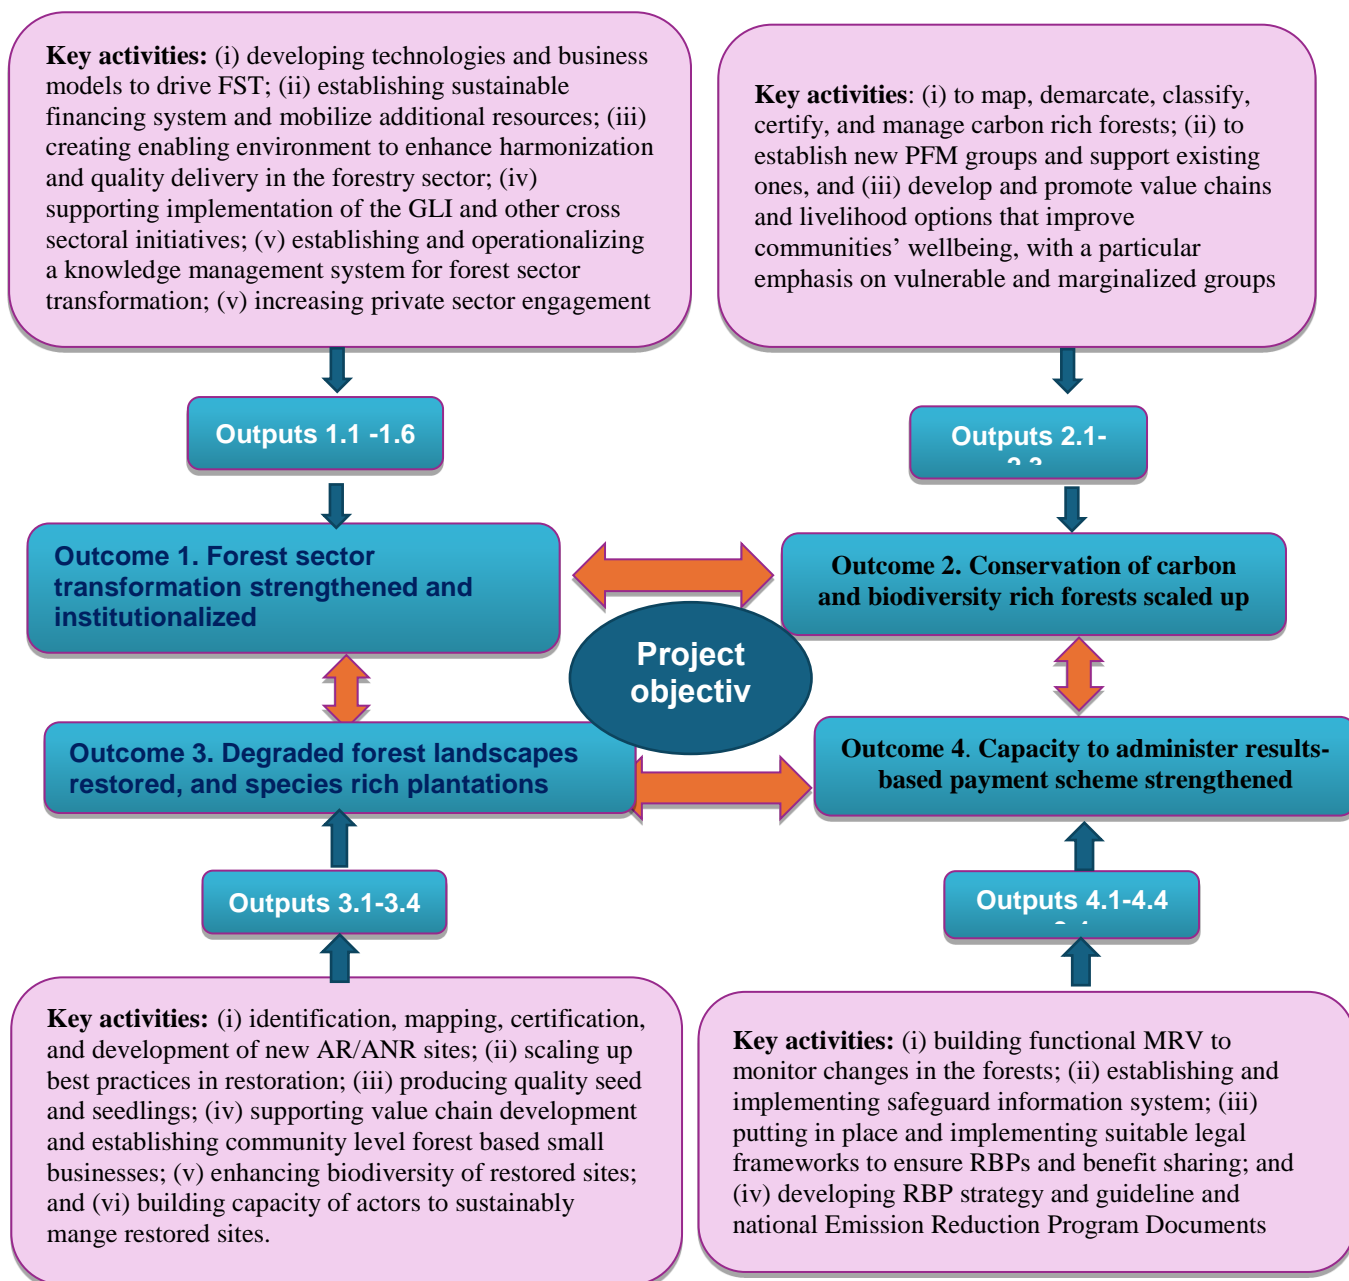 Key activities: (i) developing technologies and business
models to drive FST; (ii) establishing sustainable
financing system and mobilize additional resources; (iii)
creating enabling environment to enhance harmonization
and quality delivery in the forestry sector; (iv)
supporting implementation of the GLI and other cross
sectoral initiatives; (v) establishing and operationalizing
a knowledge management system for forest sector
transformation; (v) increasing private sector engagement
Key activities: (i) to map, demarcate, classify,
certify, and manage carbon rich forests; (ii) to
establish new PFM groups and support existing
ones, and (iii) develop and promote value chains
and livelihood options that improve
communities’ wellbeing, with a particular
emphasis on vulnerable and marginalized groups
Outputs 1.1 -1.6
Outputs 2.1-
Outcome 1. Forest sector
transformation strengthened and
institutionalized
Outcome 2. Conservation of carbon
and biodiversity rich forests scaled up
Project
objectiv
Outcome 3. Degraded forest landscapes
restored, and species rich plantations
Outcome 4. Capacity to administer results-
based payment scheme strengthened
Outputs 3.1-3.4
Outputs 4.1-4.4
Key activities: (i) identification, mapping, certification,
and development of new AR/ANR sites; (ii) scaling up
best practices in restoration; (iii) producing quality seed
and seedlings; (iv) supporting value chain development
and establishing community level forest based small
businesses; (v) enhancing biodiversity of restored sites;
and (vi) building capacity of actors to sustainably
mange restored sites.
Key activities: (i) building functional MRV to
monitor changes in the forests; (ii) establishing and
implementing safeguard information system; (iii)
putting in place and implementing suitable legal
frameworks to ensure RBPs and benefit sharing; and
(iv) developing RBP strategy and guideline and
national Emission Reduction Program Documents